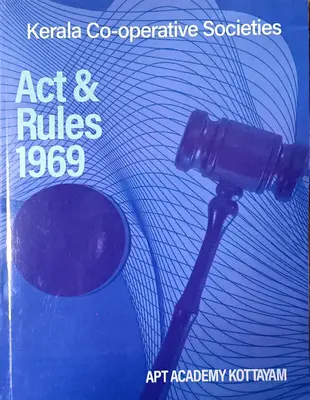 Kerala Co-operative Societies
Act &
Rules
1969
APT ACADEMY KOTTAYAM